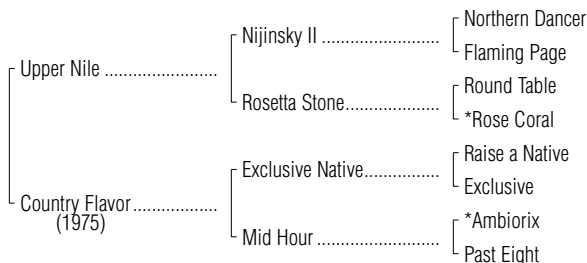 Northern Dancer
Nijinsky II ........................
Flaming Page
Upper Nile .......................
Round Table
Rosetta Stone...................
*Rose Coral
Raise a Native
Exclusive Native...............
Exclusive
Country Flavor .................
(1975)
*Ambiorix
Mid Hour .........................
Past Eight